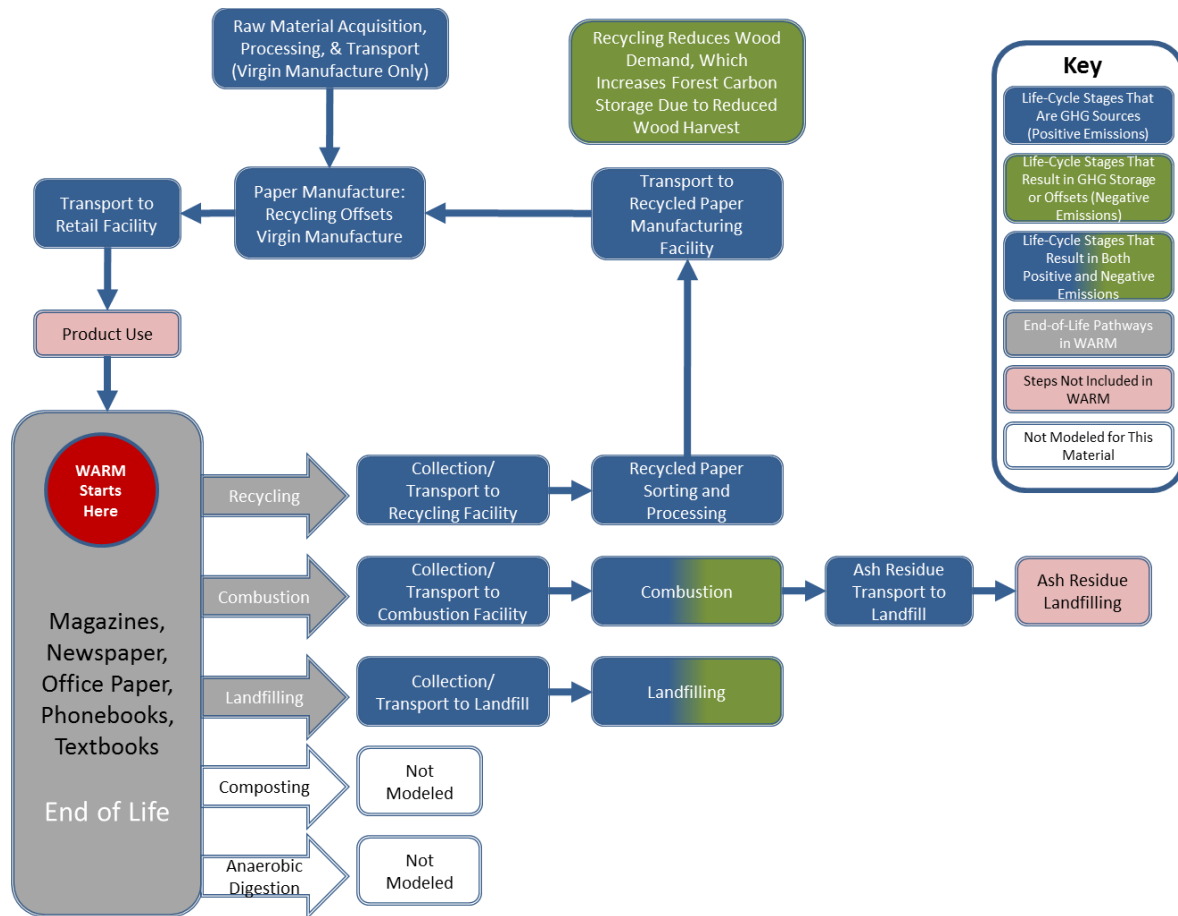 Raw Material Acquisition,
Processing, & Transport
(Virgin Manufacture Only)
Recycling Reduces Wood
Demand, Which
Increases Forest Carbon
Storage Due to Reduced
Wood Harvest
Key
Life-Cycle Stages That
Are GHG Sources
(Positive Emissions)
Life-Cycle Stages That
Result in GHG Storage
or Offsets (Negative
Emissions)
Life-Cycle Stages That
Result in Both
Positive and Negative
Emissions
End-of-Life Pathways
in WARM
Steps Not Included in
WARM
Not Modeled for This
Material
Transport to
Retail Facility
Paper Manufacture:
Recycling Offsets
Virgin Manufacture
Transport to
Recycled Paper
Manufacturing
Facility
Product Use
WARM
Starts
Here
Magazines,
Newspaper,
Office Paper,
Phonebooks,
Textbooks
End of Life
Recycling
Collection/
Transport to
Recycling Facility
Recycled Paper
Sorting and
Processing
Combustion
Collection/
Transport to
Combustion Facility
Combustion
Ash Residue
Transport to
Landfill
Ash Residue
Landfilling
Landfilling
Collection/
Transport to Landfill
Landfilling
Composting
Not
Modeled
Anaerobic
Digestion
Not
Modeled